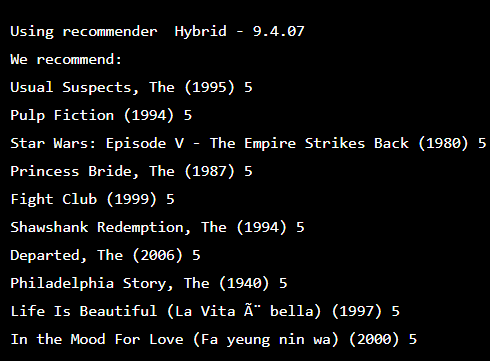 Using recommender  Hybrid - 9.4.07
We recommend:
Usual Suspects, The (1995) 5
Pulp Fiction (1994) 5
Star Wars: Episode V - The Empire Strikes Back (1980) 5
Princess Bride, The (1987) 5
Fight Club (1999) 5
Shawshank Redemption, The (1994) 5
Departed, The (2006) 5
Philadelphia Story, The (1940) 5
Life Is Beautiful (La Vita Ã¨ bella) (1997) 5
In the Mood For Love (Fa yeung nin wa) (2000) 5